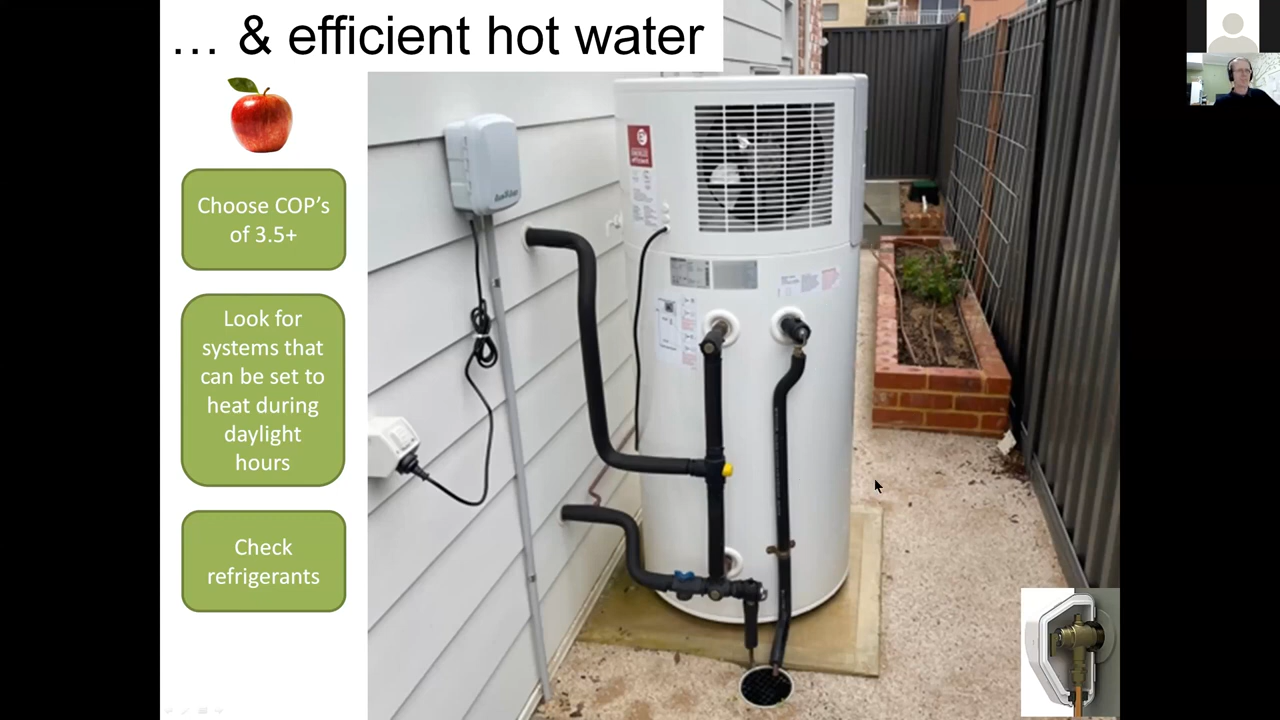 … & efficient hot water
Choose COP's
of 3.5+
Look for
systems that
can be set to
heat during
daylight
hours
Check
refrigerants